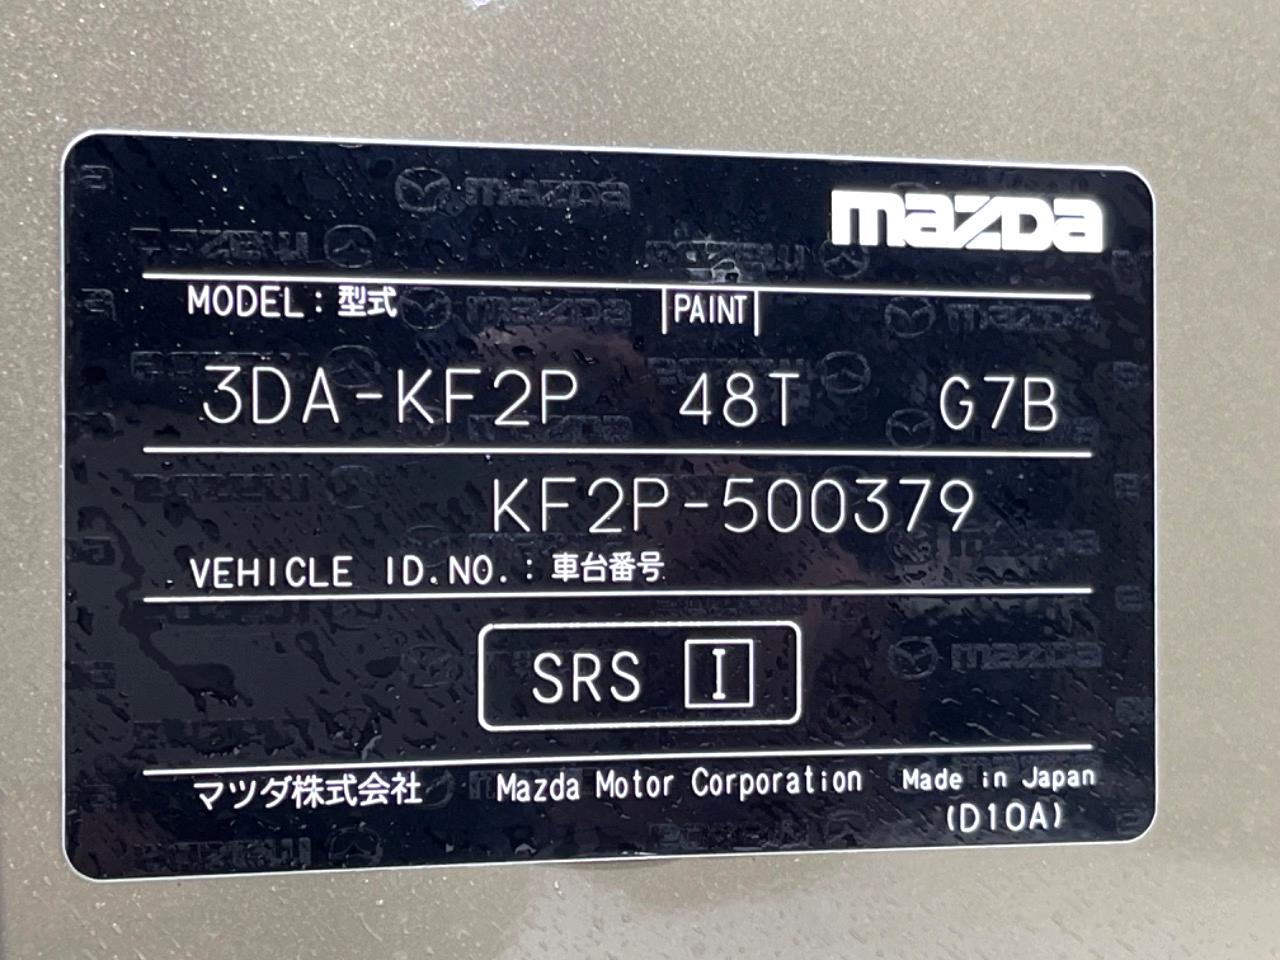 mazda
MODEL : 型式 PAINT
3DA-KF2P 48T G7B
KF2P-500379
VEHICLE ID.NO. : 車台番号
SRS I
マツダ株式会社 Mazda Motor Corporation Made in Japan
(D10A)